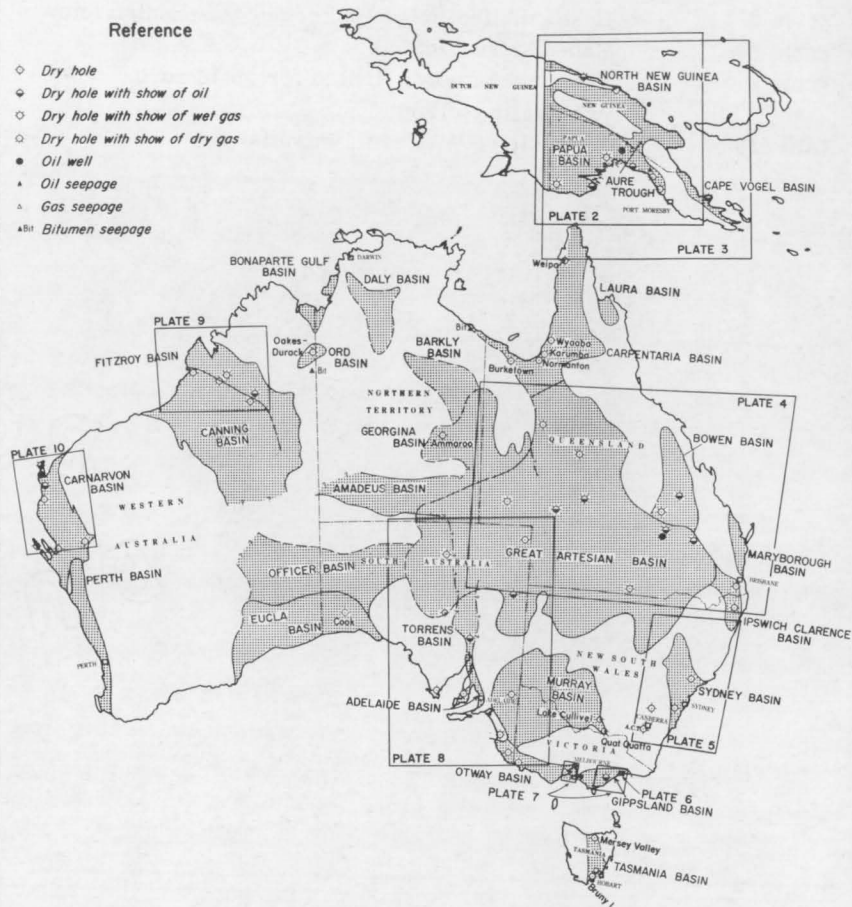 Reference
Dry hole
Dry hole with show of oil
Dry hole with show of wet gas
Dry hole with show of dry gas
Oil well
Oil seepage
Gas seepage
Bit Bitumen seepage
DUTCH NEW GUINEA
NORTH NEW GUINEA
BASIN
NEW GUINEA
PAPUA
PAPUA
BASIN
AURE
TROUGH
CAPE VOGEL BASIN
PORT MORESBY
PLATE 2
PLATE 3
BONAPARTE GULF
BASIN
DARWIN
DALY BASIN
Weipa
LAURA BASIN
PLATE 9
FITZROY BASIN
Oakes-
Durack
ORD
BASIN
Bit
BARKLY
BASIN
Bit
Wyaaba
Karumba
Normanton
CARPENTARIA BASIN
Burketown
PLATE 4
NORTHERN
TERRITORY
CANNING
BASIN
GEORGINA
BASIN
Ammaroo
QUEENSLAND
BOWEN BASIN
PLATE 10
CARNARVON
BASIN
WESTERN
AUSTRALIA
AMADEUS BASIN
GREAT ARTESIAN BASIN
MARYBOROUGH
BASIN
BRISBANE
PERTH BASIN
OFFICER BASIN
SOUTH AUSTRALIA
EUCLA
BASIN
Cook
TORRENS
BASIN
IPSWICH CLARENCE
BASIN
PERTH
NEW SOUTH
WALES
MURRAY
BASIN
SYDNEY BASIN
SYDNEY
ADELAIDE BASIN
ADELAIDE
Lake Cullivel
CANBERRA
A.C.T.
Quat Quatta
PLATE 5
PLATE 8
VICTORIA
MELBOURNE
OTWAY BASIN
PLATE 7
PLATE 6
GIPPSLAND BASIN
Mersey Valley
TASMANIA
TASMANIA BASIN
HOBART
Bruny I.